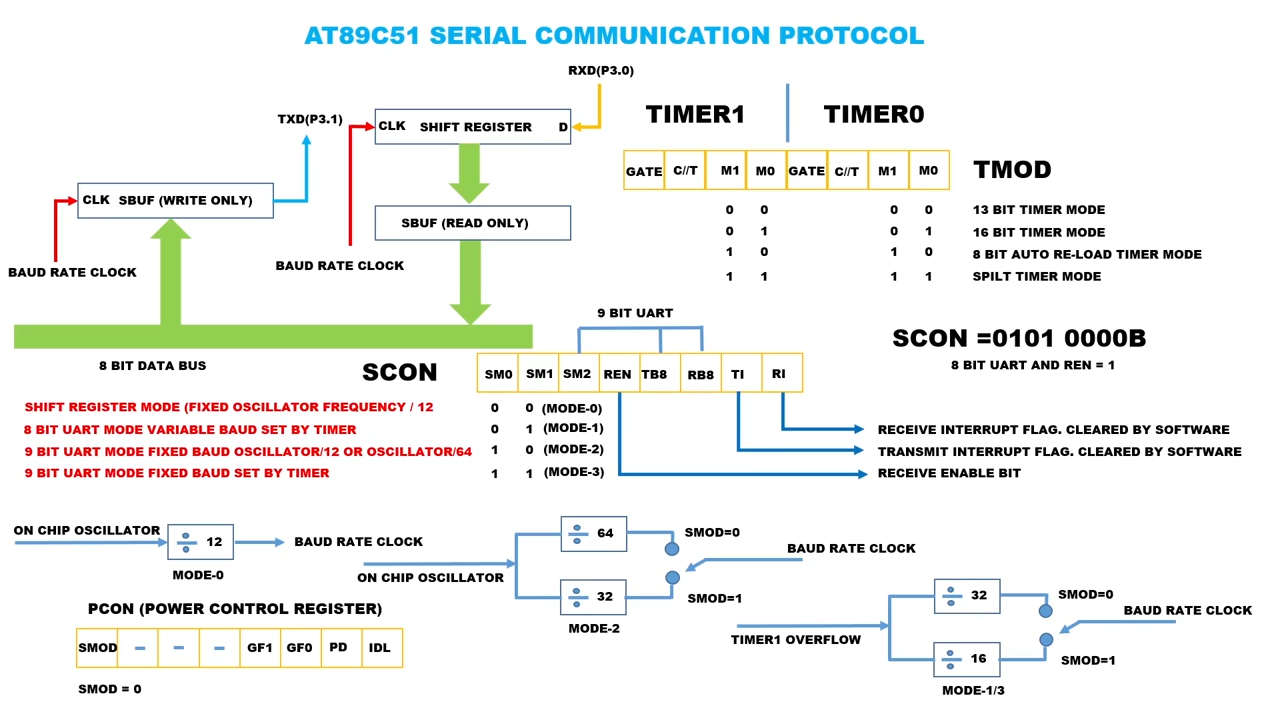 AT89C51 SERIAL COMMUNICATION PROTOCOL
RXD(P3.0)
TXD(P3.1)
CLK SHIFT REGISTER D
CLK SBUF (WRITE ONLY)
SBUF (READ ONLY)
BAUD RATE CLOCK
BAUD RATE CLOCK
8 BIT DATA BUS
TIMER1 TIMER0
GATE C//T M1 M0 GATE C//T M1 M0 TMOD
0 0 0 0 13 BIT TIMER MODE
0 1 0 1 16 BIT TIMER MODE
1 0 1 0 8 BIT AUTO RE-LOAD TIMER MODE
1 1 1 1 SPILT TIMER MODE
9 BIT UART
SCON =0101 0000B
8 BIT UART AND REN = 1
SCON SM0 SM1 SM2 REN TB8 RB8 TI RI
SHIFT REGISTER MODE (FIXED OSCILLATOR FREQUENCY / 12 0 0 (MODE-0)
8 BIT UART MODE VARIABLE BAUD SET BY TIMER 0 1 (MODE-1)
9 BIT UART MODE FIXED BAUD OSCILLATOR/12 OR OSCILLATOR/64 1 0 (MODE-2)
9 BIT UART MODE FIXED BAUD SET BY TIMER 1 1 (MODE-3)
RECEIVE INTERRUPT FLAG. CLEARED BY SOFTWARE
TRANSMIT INTERRUPT FLAG. CLEARED BY SOFTWARE
RECEIVE ENABLE BIT
ON CHIP OSCILLATOR ÷ 12 BAUD RATE CLOCK
MODE-0
ON CHIP OSCILLATOR
÷ 64 SMOD=0
BAUD RATE CLOCK
÷ 32 SMOD=1
MODE-2
TIMER1 OVERFLOW
÷ 32 SMOD=0
BAUD RATE CLOCK
÷ 16 SMOD=1
MODE-1/3
PCON (POWER CONTROL REGISTER)
SMOD - - - GF1 GF0 PD IDL
SMOD = 0